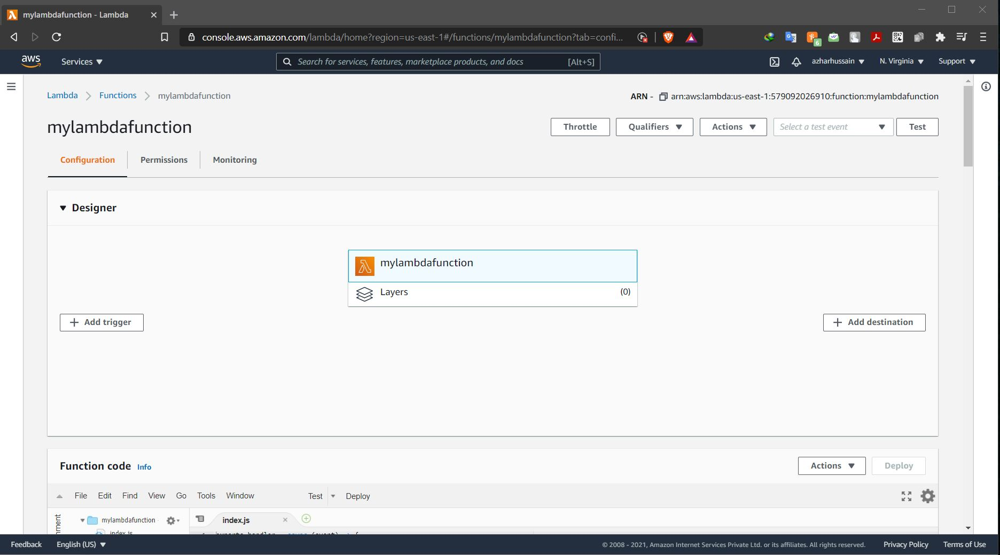 mylambdafunction - Lambda
console.aws.amazon.com/lambda/home?region=us-east-1#/functions/mylambdafunction?tab=confi...
6
aws Services Search for services, features, marketplace products, and docs [Alt+S] azharhussain N. Virginia Support
Lambda Functions mylambdafunction
ARN - arn:aws:lambda:us-east-1:579092026910:function:mylambdafunction
mylambdafunction
Throttle Qualifiers Actions Select a test event Test
Configuration Permissions Monitoring
Designer
mylambdafunction
Layers (0)
Add trigger
Add destination
Function code Info
Actions Deploy
File Edit Find View Go Tools Window Test Deploy
mylambdafunction
index.js
index.js
Feedback English (US) © 2008 - 2021, Amazon Internet Services Private Ltd. or its affiliates. All rights reserved. Privacy Policy Terms of Use